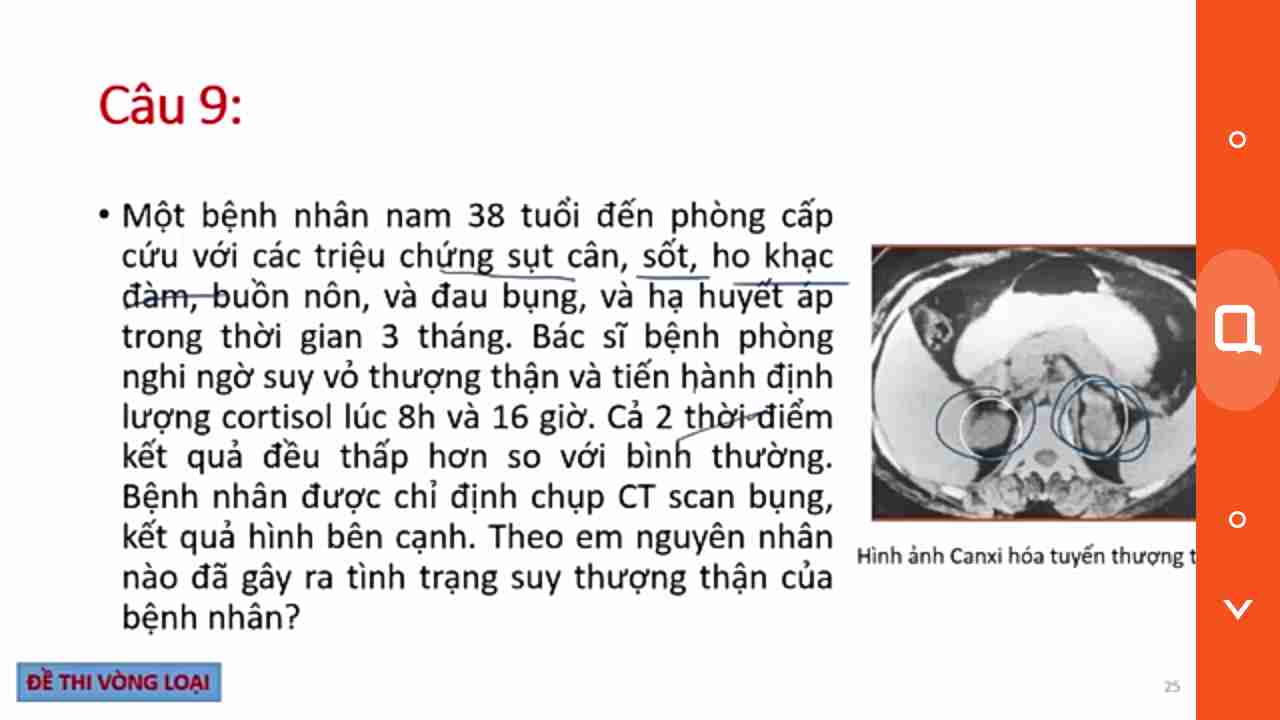 Câu 9:
• Một bệnh nhân nam 38 tuổi đến phòng cấp
cứu với các triệu chứng sụt cân, sốt, ho khạc
đàm, buồn nôn, và đau bụng, và hạ huyết áp
trong thời gian 3 tháng. Bác sĩ bệnh phòng
nghi ngờ suy vỏ thượng thận và tiến hành định
lượng cortisol lúc 8h và 16 giờ. Cả 2 thời điểm
kết quả đều thấp hơn so với bình thường.
Bệnh nhân được chỉ định chụp CT scan bụng,
kết quả hình bên cạnh. Theo em nguyên nhân
nào đã gây ra tình trạng suy thượng thận của
bệnh nhân?
Hình ảnh Canxi hóa tuyến thượng t
ĐỀ THI VÒNG LOẠI
25